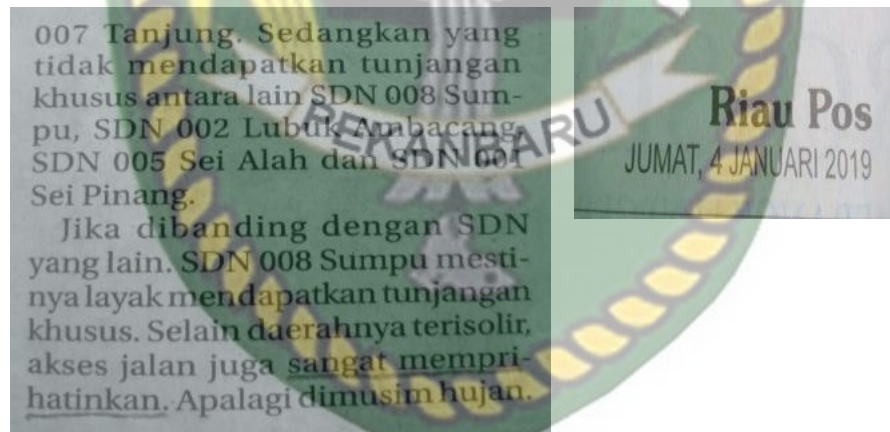 007 Tanjung. Sedangkan yang
tidak mendapatkan tunjangan
khusus antara lain SDN 008 Sum-
pu, SDN 002 Lubuk Ambacang,
SDN 005 Sei Alah dan SDN 001
Sei Pinang.
Jika dibanding dengan SDN
yang lain. SDN 008 Sumpu mesti-
nya layak mendapatkan tunjangan
khusus. Selain daerahnya terisolir,
akses jalan juga sangat mempri-
hatinkan. Apalagi dimusim hujan.
Riau Pos
JUMAT, 4 JANUARI 2019
PEKANBARU